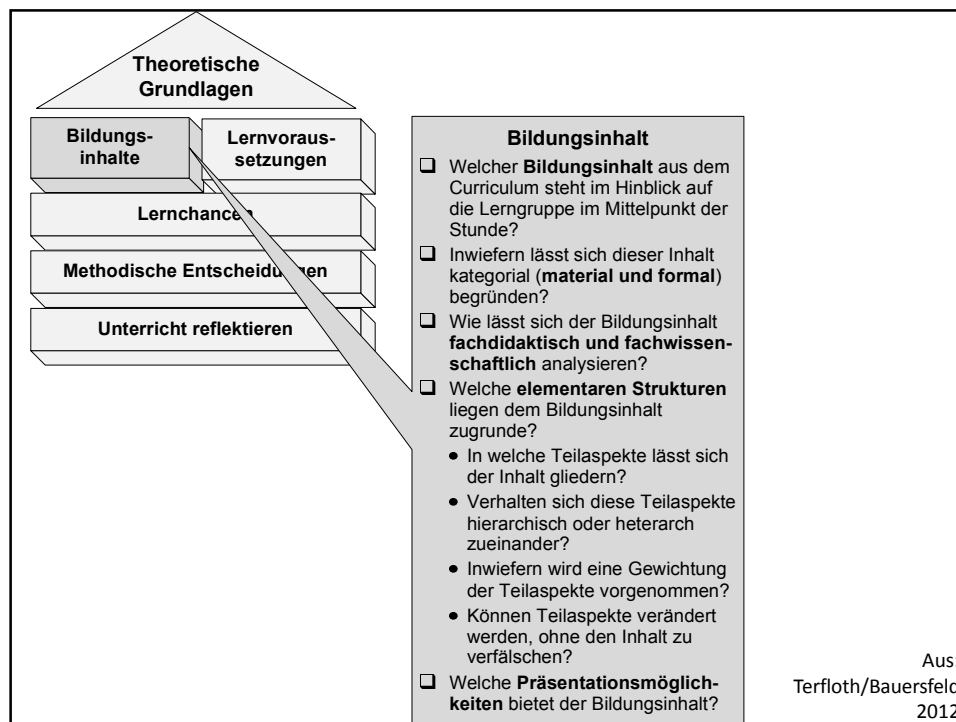 Theoretische
Grundlagen
Bildungs-
inhalte
Lernvoraus-
setzungen
Lernchancen
Methodische Entscheidungen
Unterricht reflektieren
Bildungsinhalt
❑ Welcher Bildungsinhalt aus dem
Curriculum steht im Hinblick auf
die Lerngruppe im Mittelpunkt der
Stunde?
❑ Inwiefern lässt sich dieser Inhalt
kategorial (material und formal)
begründen?
❑ Wie lässt sich der Bildungsinhalt
fachdidaktisch und fachwissen-
schaftlich analysieren?
❑ Welche elementaren Strukturen
liegen dem Bildungsinhalt
zugrunde?
• In welche Teilaspekte lässt sich
der Inhalt gliedern?
• Verhalten sich diese Teilaspekte
hierarchisch oder heterarch
zueinander?
• Inwiefern wird eine Gewichtung
der Teilaspekte vorgenommen?
• Können Teilaspekte verändert
werden, ohne den Inhalt zu
verfälschen?
❑ Welche Präsentationsmöglich-
keiten bietet der Bildungsinhalt?
Aus:
Terfloth/Bauersfeld
2012